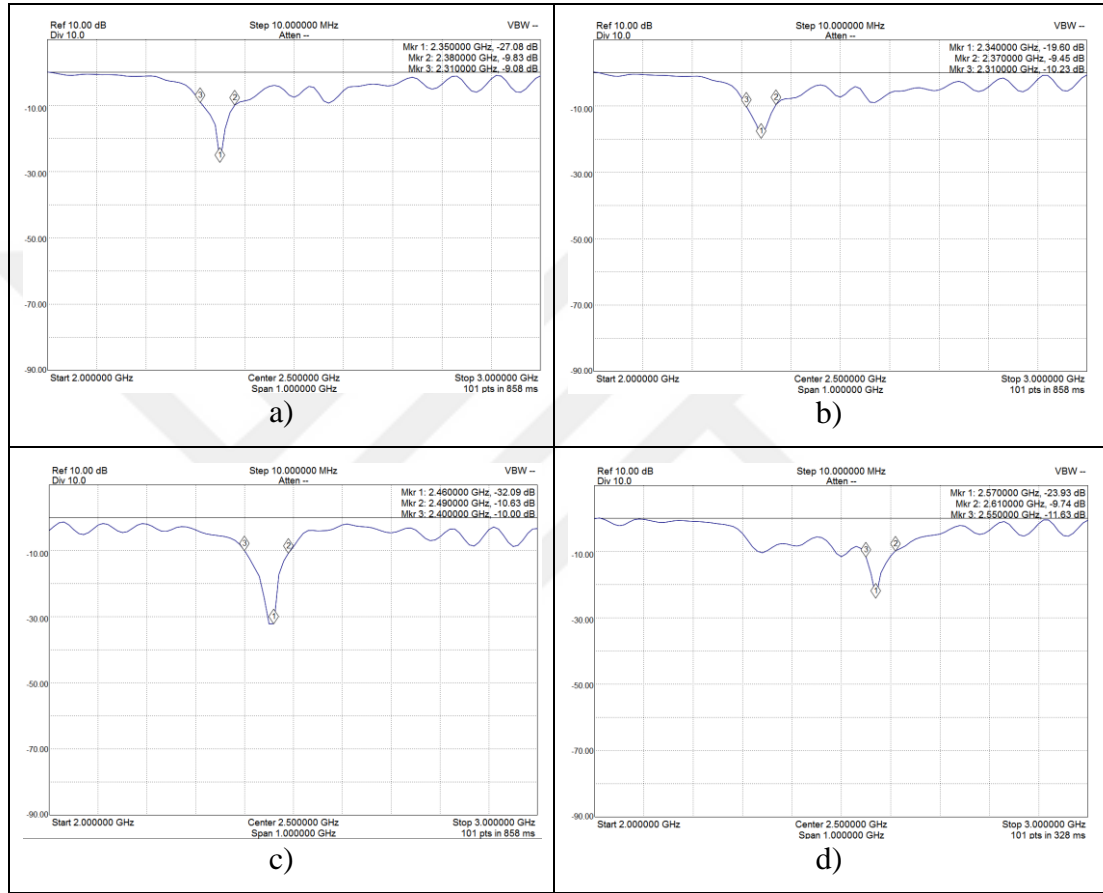 Ref 10.00 dB Step 10.000000 MHz VBW --
Div 10.0 Atten --
Mkr 1: 2.350000 GHz, -27.08 dB
Mkr 2: 2.380000 GHz, -9.83 dB
Mkr 3: 2.310000 GHz, -9.08 dB
3 2
-10.00
1
-30.00
-50.00
-70.00
-90.00
Start 2.000000 GHz Center 2.500000 GHz Stop 3.000000 GHz
Span 1.000000 GHz 101 pts in 858 ms
a)
Ref 10.00 dB Step 10.000000 MHz VBW --
Div 10.0 Atten --
Mkr 1: 2.340000 GHz, -19.60 dB
Mkr 2: 2.370000 GHz, -9.45 dB
Mkr 3: 2.310000 GHz, -10.23 dB
3 2
-10.00
1
-30.00
-50.00
-70.00
-90.00
Start 2.000000 GHz Center 2.500000 GHz Stop 3.000000 GHz
Span 1.000000 GHz 101 pts in 858 ms
b)
Ref 10.00 dB Step 10.000000 MHz VBW --
Div 10.0 Atten --
Mkr 1: 2.460000 GHz, -32.09 dB
Mkr 2: 2.490000 GHz, -10.63 dB
Mkr 3: 2.400000 GHz, -10.00 dB
3 2
-10.00
1
-30.00
-50.00
-70.00
-90.00
Start 2.000000 GHz Center 2.500000 GHz Stop 3.000000 GHz
Span 1.000000 GHz 101 pts in 858 ms
c)
Ref 10.00 dB Step 10.000000 MHz VBW --
Div 10.0 Atten --
Mkr 1: 2.570000 GHz, -23.93 dB
Mkr 2: 2.610000 GHz, -9.74 dB
Mkr 3: 2.550000 GHz, -11.63 dB
3 2
-10.00
1
-30.00
-50.00
-70.00
-90.00
Start 2.000000 GHz Center 2.500000 GHz Stop 3.000000 GHz
Span 1.000000 GHz 101 pts in 328 ms
d)